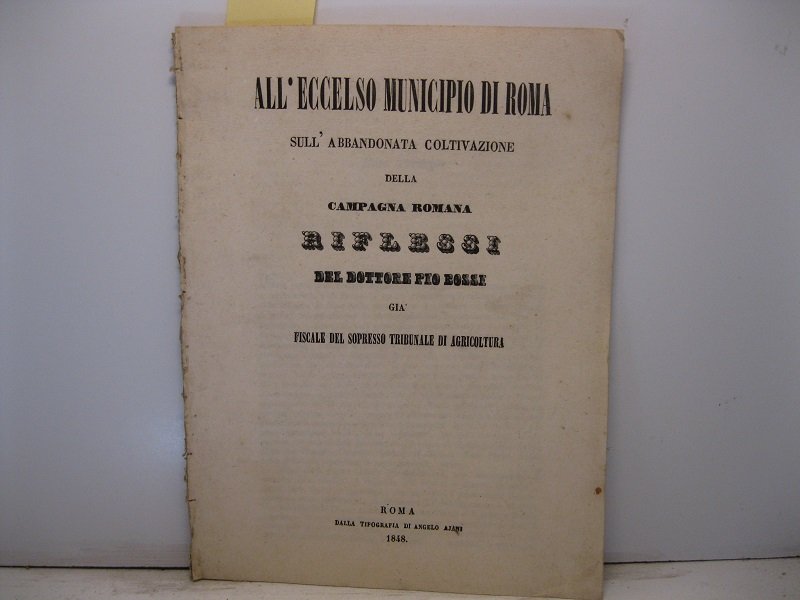 ALL'ECCELSO MUNICIPIO DI ROMA
SULL'ABBANDONATA COLTIVAZIONE
DELLA
CAMPAGNA ROMANA
RIFLESSI
DEL DOTTORE PIO ROSSI
GIA'
FISCALE DEL SOPRESSO TRIBUNALE DI AGRICOLTURA
ROMA
DALLA TIPOGRAFIA DI ANGELO AJANI
1848.